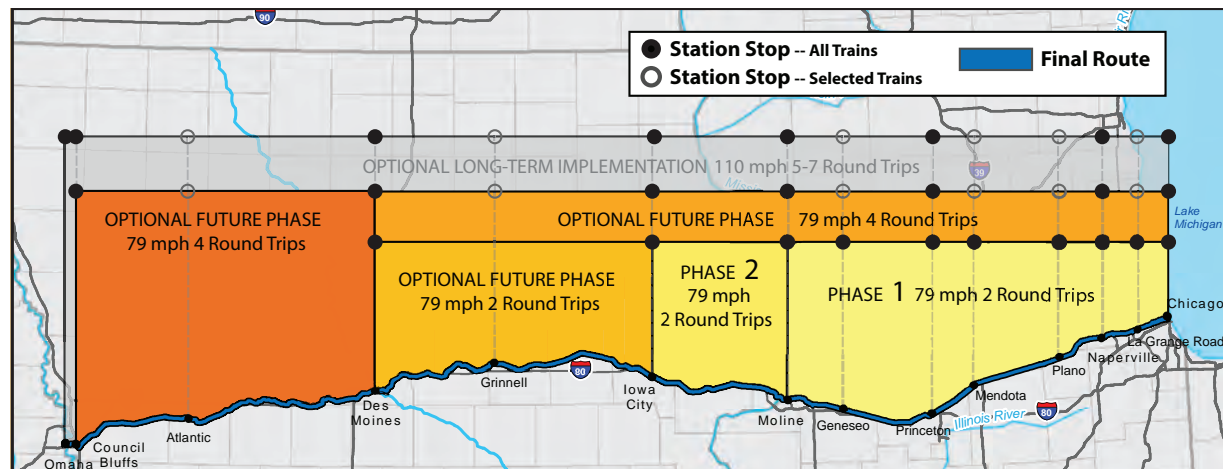 90
Station Stop -- All Trains
Station Stop -- Selected Trains
Final Route
OPTIONAL LONG-TERM IMPLEMENTATION 110 mph 5-7 Round Trips
39
OPTIONAL FUTURE PHASE
79 mph 4 Round Trips
OPTIONAL FUTURE PHASE 79 mph 4 Round Trips
Lake
Michigan
OPTIONAL FUTURE PHASE
79 mph 2 Round Trips
PHASE 2
79 mph
2 Round Trips
PHASE 1 79 mph 2 Round Trips
Chicago
La Grange Road
Naperville
Plano
Mendota
Princeton
Geneseo
Moline
Iowa
City
80
Grinnell
Des
Moines
Atlantic
Council
Bluffs
Omaha
Illinois River
80